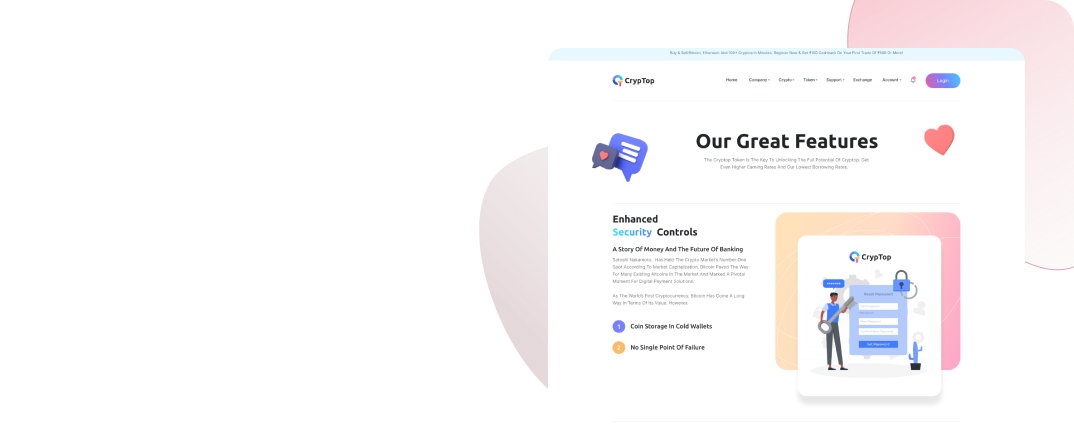 Buy & Sell Bitcoin, Ethereum And 100+ Cryptocurrencies. Register Now & Get ₹100 Cashback On Your First Trade Of ₹500 Or More!
CrypTop
Home Company Crypto Token Support Exchange Account Login
Our Great Features
The Cryptop Token Is The Key To Unlocking The Full Potential Of Cryptop. Get
Even Higher Earning Rates And Our Lowest Borrowing Rates.
Enhanced
Security Controls
A Story Of Money And The Future Of Banking
Satoshi Nakamoto, Has Held The Crypto Market's Number One
Spot According To Market Capitalisation. Bitcoin Paved The Way
For Many Existing Altcoins In The Market And Marked A Pivotal
Moment For Digital Payment Solutions.
As The World's First Cryptocurrency, Bitcoin Has Come A Long
Way In Terms Of Its Value. However,
1 Coin Storage In Cold Wallets
2 No Single Point Of Failure
CrypTop
Reset Password
Set Password